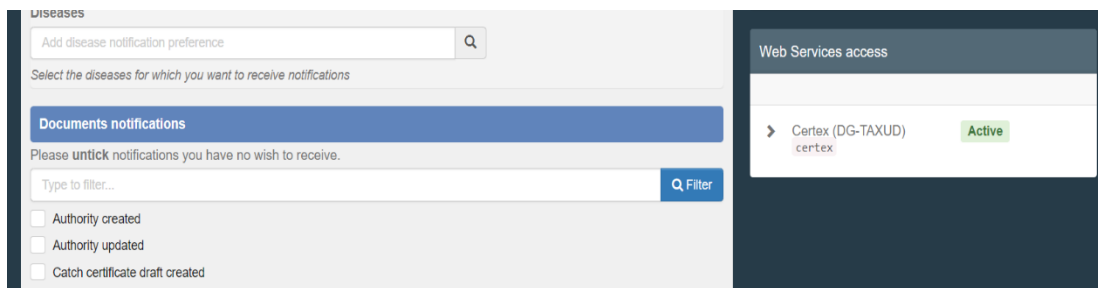 Diseases
Add disease notification preference
Select the diseases for which you want to receive notifications
Documents notifications
Please untick notifications you have no wish to receive.
Type to filter...
Filter
Authority created
Authority updated
Catch certificate draft created
Web Services access
Certex (DG-TAXUD)
Active
certex